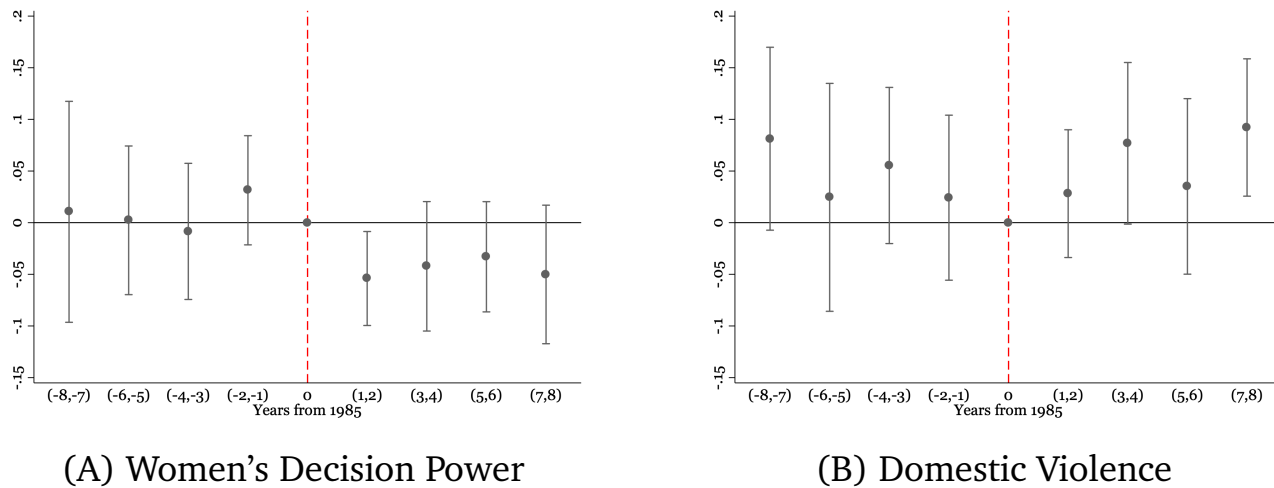 .2
.15
.1
.05
0
-.05
-.1
-.15
(-8,-7) (-6,-5) (-4,-3) (-2,-1) 0 (1,2) (3,4) (5,6) (7,8)
Years from 1985
(A) Women’s Decision Power
.2
.15
.1
.05
0
-.05
-.1
-.15
(-8,-7) (-6,-5) (-4,-3) (-2,-1) 0 (1,2) (3,4) (5,6) (7,8)
Years from 1985
(B) Domestic Violence